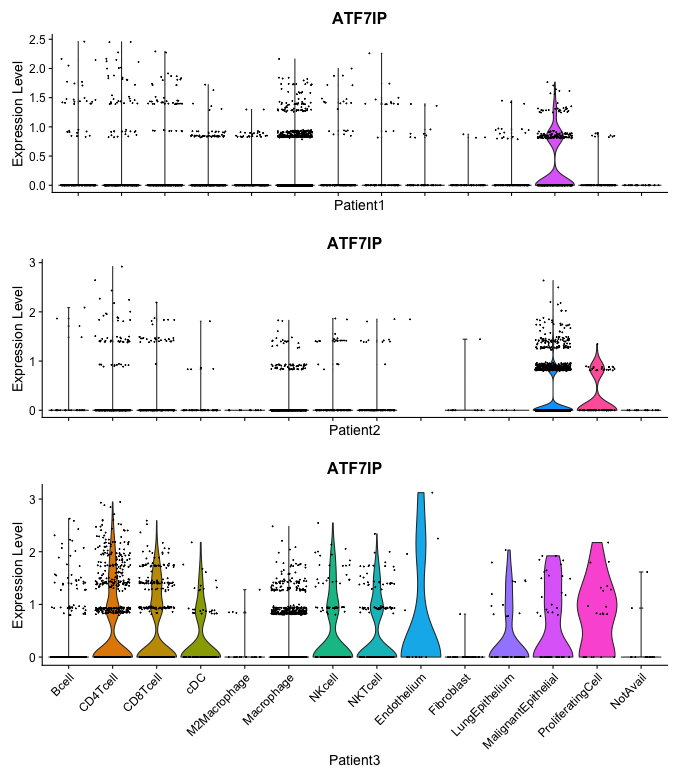 ATF7IP
Expression Level
2.5
2.0
1.5
1.0
0.5
0.0
Patient1
ATF7IP
Expression Level
3
2
1
0
Patient2
ATF7IP
Expression Level
3
2
1
0
Bcell
CD4Tcell
CD8Tcell
cDC
M2Macrophage
Macrophage
NKcell
NKTcell
Endothelium
Fibroblast
LungEpithelium
MalignantEpithelial
ProliferatingCell
NotAvail
Patient3